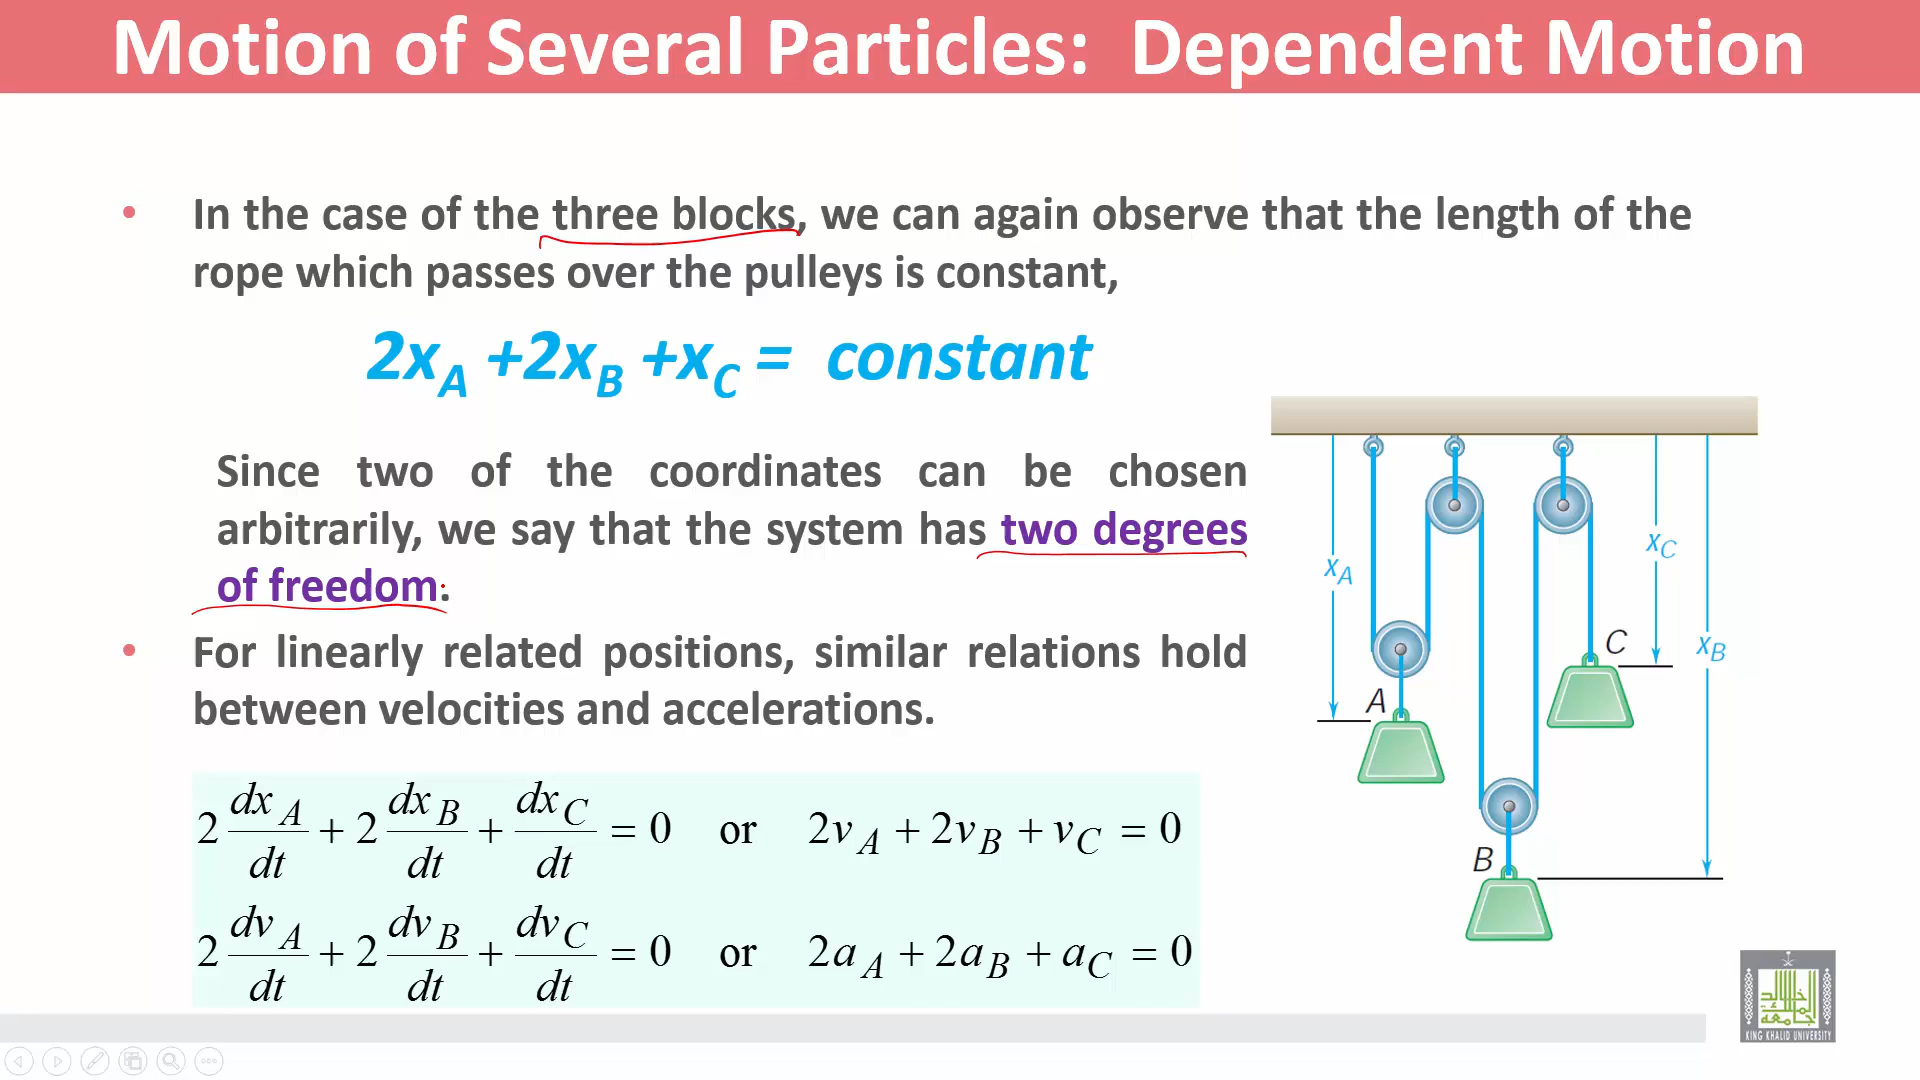 Motion of Several Particles: Dependent Motion
• In the case of the three blocks, we can again observe that the length of the
rope which passes over the pulleys is constant,
2x_A +2x_B +x_C = constant
Since two of the coordinates can be chosen
arbitrarily, we say that the system has two degrees
of freedom.
• For linearly related positions, similar relations hold
between velocities and accelerations.
2 dx_A/dt + 2 dx_B/dt + dx_C/dt = 0 or 2v_A + 2v_B + v_C = 0
2 dv_A/dt + 2 dv_B/dt + dv_C/dt = 0 or 2a_A + 2a_B + a_C = 0
x_A
x_C
x_B
C
A
B
جامعة الملك خالد
KING KHALID UNIVERSITY